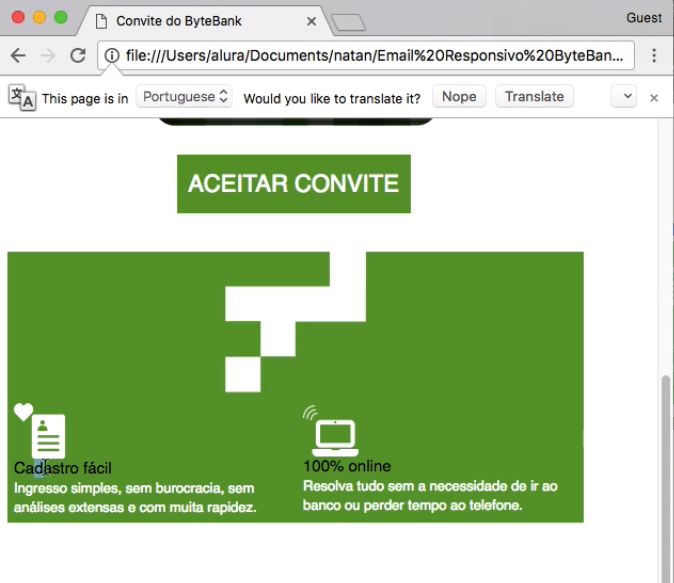 Convite do ByteBank
Guest
file:///Users/alura/Documents/natan/Email%20Responsivo%20ByteBan...
This page is in Portuguese Would you like to translate it? Nope Translate
ACEITAR CONVITE
Cadastro fácil
Ingresso simples, sem burocracia, sem
análises extensas e com muita rapidez.
100% online
Resolva tudo sem a necessidade de ir ao
banco ou perder tempo ao telefone.